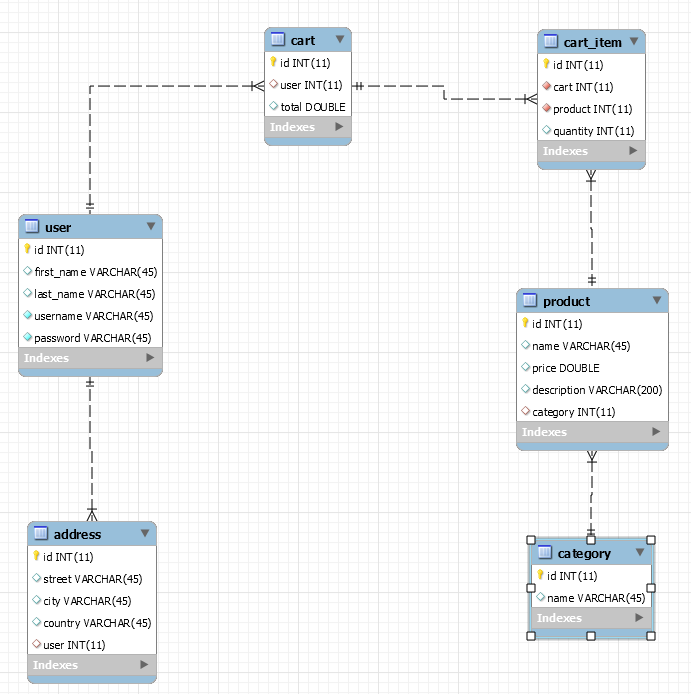 cart
id INT(11)
user INT(11)
total DOUBLE
Indexes
cart_item
id INT(11)
cart INT(11)
product INT(11)
quantity INT(11)
Indexes
user
id INT(11)
first_name VARCHAR(45)
last_name VARCHAR(45)
username VARCHAR(45)
password VARCHAR(45)
Indexes
product
id INT(11)
name VARCHAR(45)
price DOUBLE
description VARCHAR(200)
category INT(11)
Indexes
address
id INT(11)
street VARCHAR(45)
city VARCHAR(45)
country VARCHAR(45)
user INT(11)
Indexes
category
id INT(11)
name VARCHAR(45)
Indexes